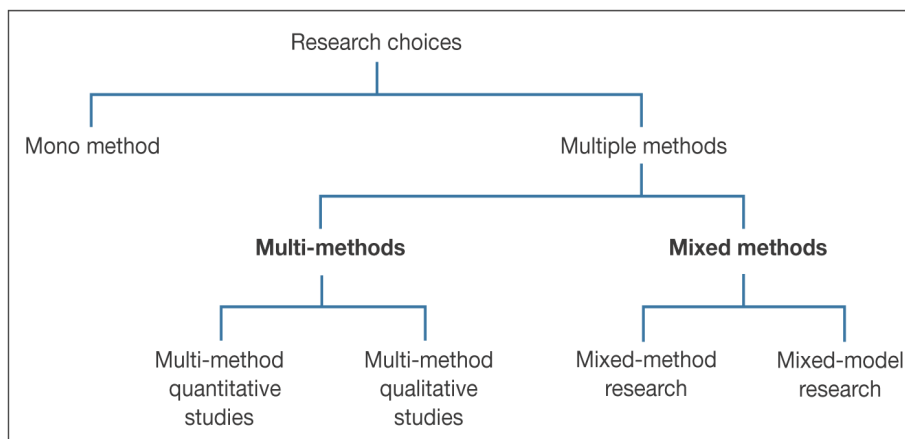 Research choices
Mono method
Multiple methods
Multi-methods
Mixed methods
Multi-method
quantitative
studies
Multi-method
qualitative
studies
Mixed-method
research
Mixed-model
research